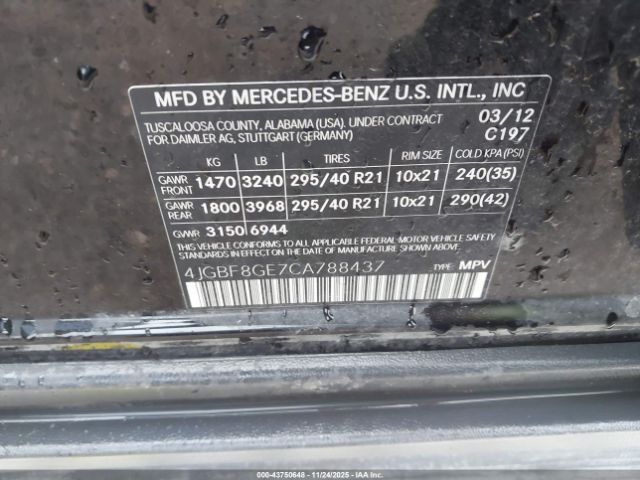 MFD BY MERCEDES-BENZ U.S. INTL., INC
TUSCALOOSA COUNTY, ALABAMA (USA). UNDER CONTRACT 03/12
FOR DAIMLER AG, STUTTGART (GERMANY) C197
KG LB TIRES RIM SIZE COLD KPA (PSI)
GAWR FRONT 1470 3240 295/40 R21 10x21 240(35)
GAWR REAR 1800 3968 295/40 R21 10x21 290(42)
GWR 3150 6944
THIS VEHICLE CONFORMS TO ALL APPLICABLE FEDERAL-MOTOR VEHICLE SAFETY
STANDARDS IN EFFECT ON THE DATE OF MANUFACTURE SHOWN ABOVE.
4JGBF8GE7CA788437 TYPE: MPV
000-43750648 - 11/24/2025 - IAAI.COM